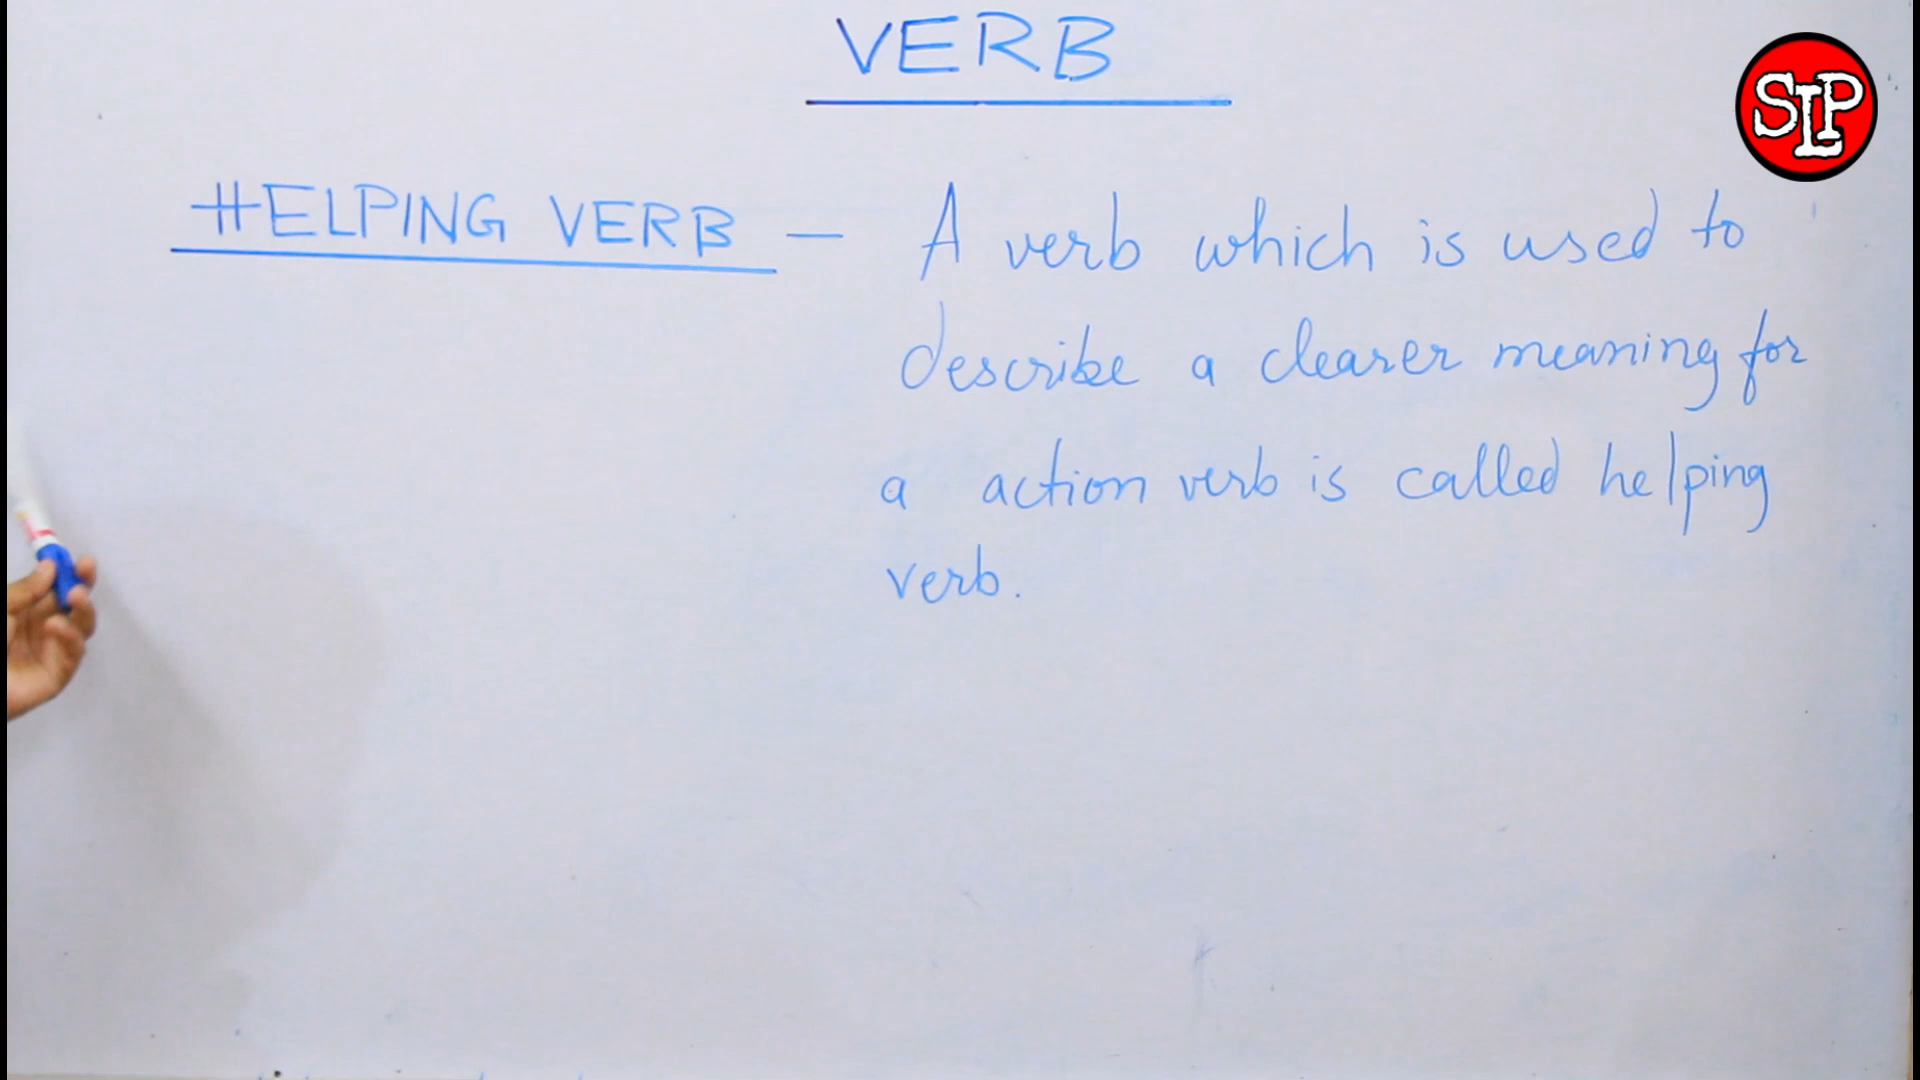 VERB
SLP
HELPING VERB — A verb which is used to
describe a clearer meaning for
a action verb is called helping
verb.